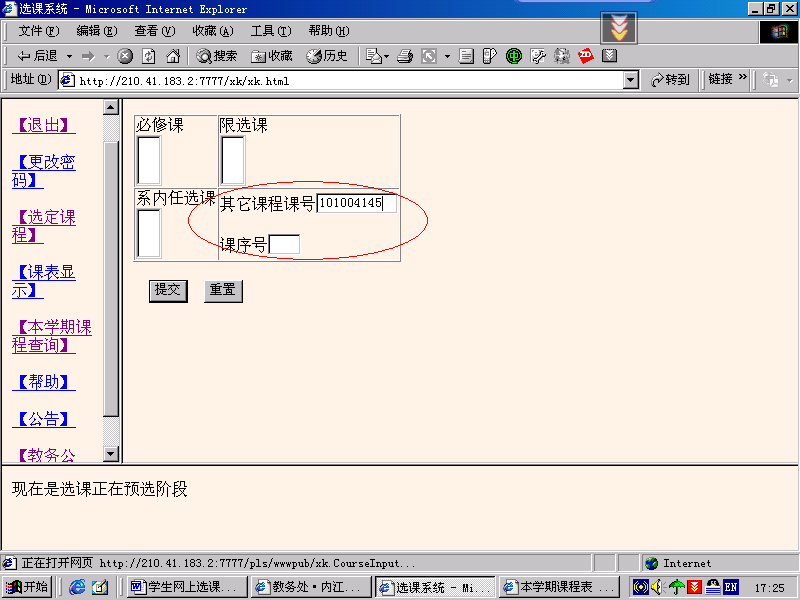 选课系统 - Microsoft Internet Explorer
文件(F) 编辑(E) 查看(V) 收藏(A) 工具(T) 帮助(H)
后退 搜索 收藏 历史
地址(D) http://210.41.183.2:7777/xk/xk.html 转到 链接 »
【退出】
【更改密
码】
【选定课
程】
【课表显
示】
【本学期课
程查询】
【帮助】
【公告】
【教务公
必修课 限选课
系内任选课 其它课程课号 101004145
课序号
提交 重置
现在是选课正在预选阶段
正在打开网页 http://210.41.183.2:7777/pls/wwwpub/xk.CourseInput... Internet
开始 学生网上选课... 教务处·内江... 选课系统 - Mi... 本学期课程表 ... EN 17:25